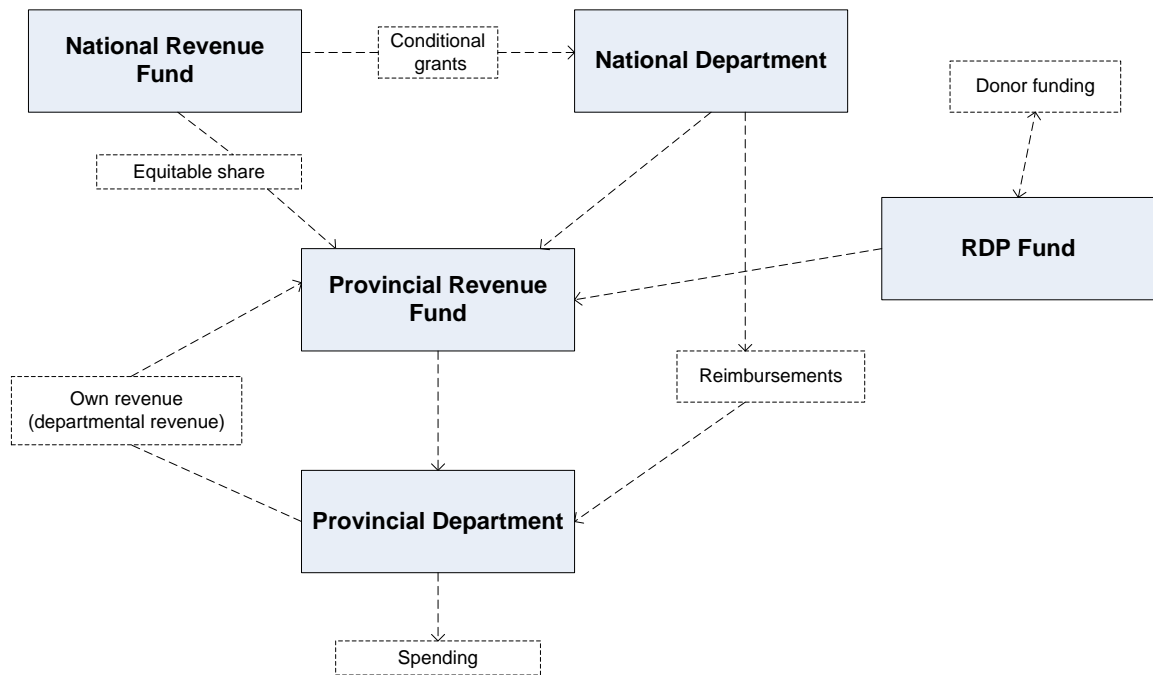 National Revenue
Fund
Conditional
grants
National Department
Donor funding
Equitable share
RDP Fund
Provincial Revenue
Fund
Reimbursements
Own revenue
(departmental revenue)
Provincial Department
Spending